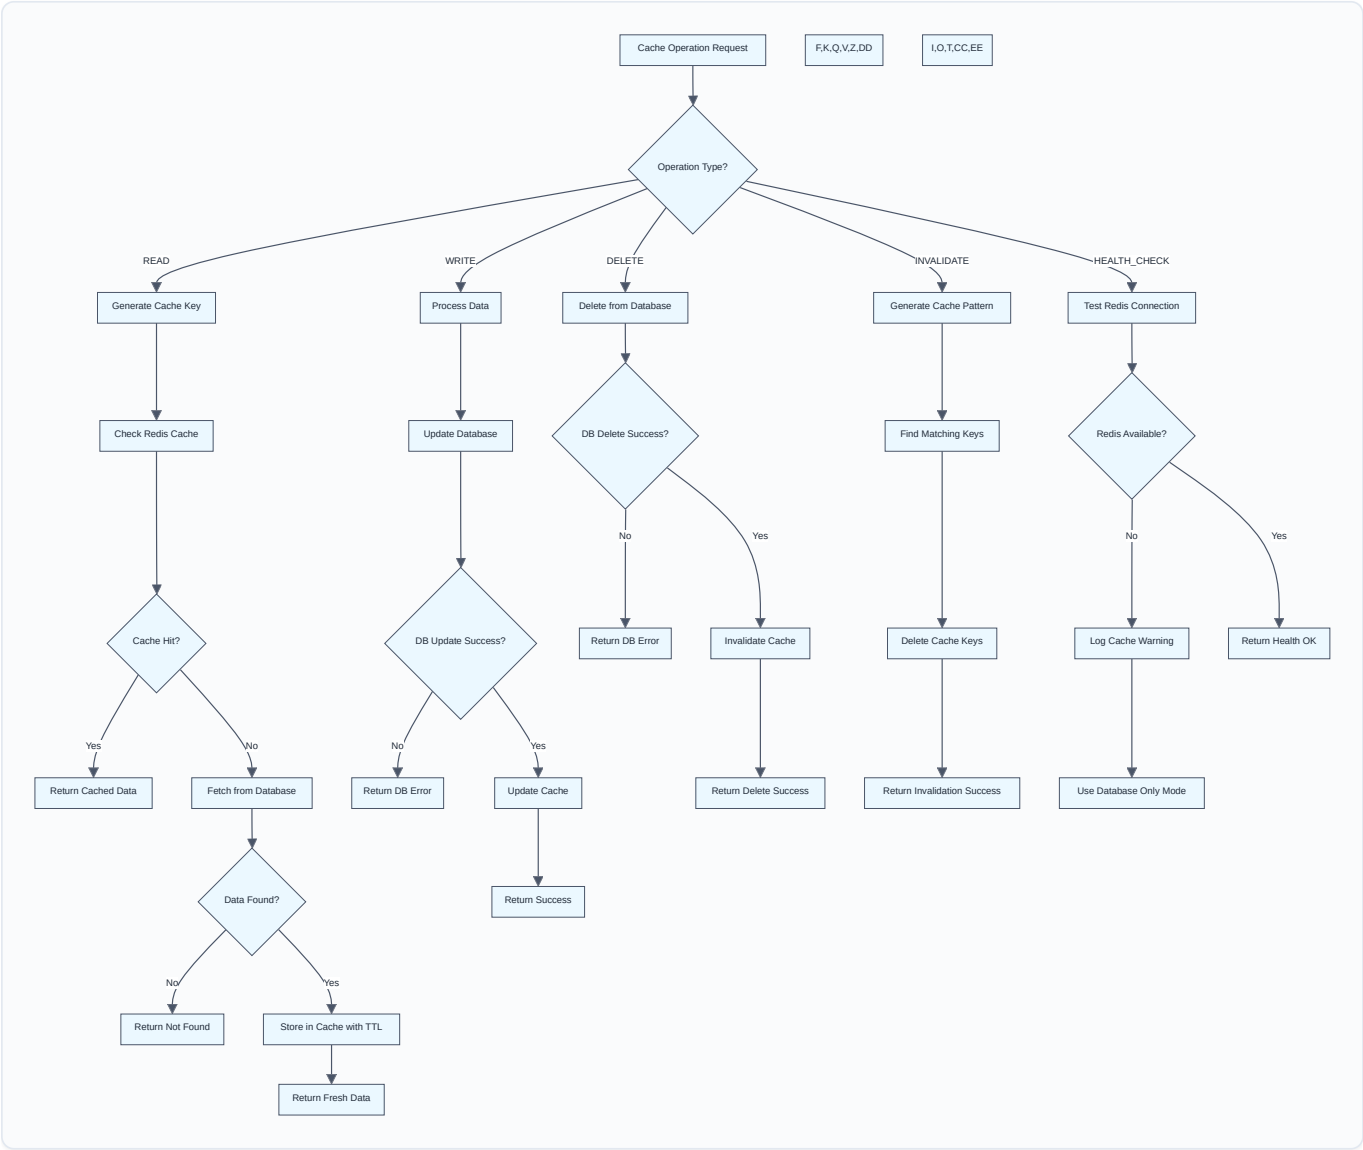 Cache Operation Request
F,K,Q,V,Z,DD
I,O,T,CC,EE
Operation Type?
READ
WRITE
DELETE
INVALIDATE
HEALTH_CHECK
Generate Cache Key
Process Data
Delete from Database
Generate Cache Pattern
Test Redis Connection
Check Redis Cache
Update Database
DB Delete Success?
Find Matching Keys
Redis Available?
No
Yes
No
Yes
Cache Hit?
DB Update Success?
Return DB Error
Invalidate Cache
Delete Cache Keys
Log Cache Warning
Return Health OK
Yes
No
No
Yes
Return Cached Data
Fetch from Database
Return DB Error
Update Cache
Return Delete Success
Return Invalidation Success
Use Database Only Mode
Data Found?
Return Success
No
Yes
Return Not Found
Store in Cache with TTL
Return Fresh Data